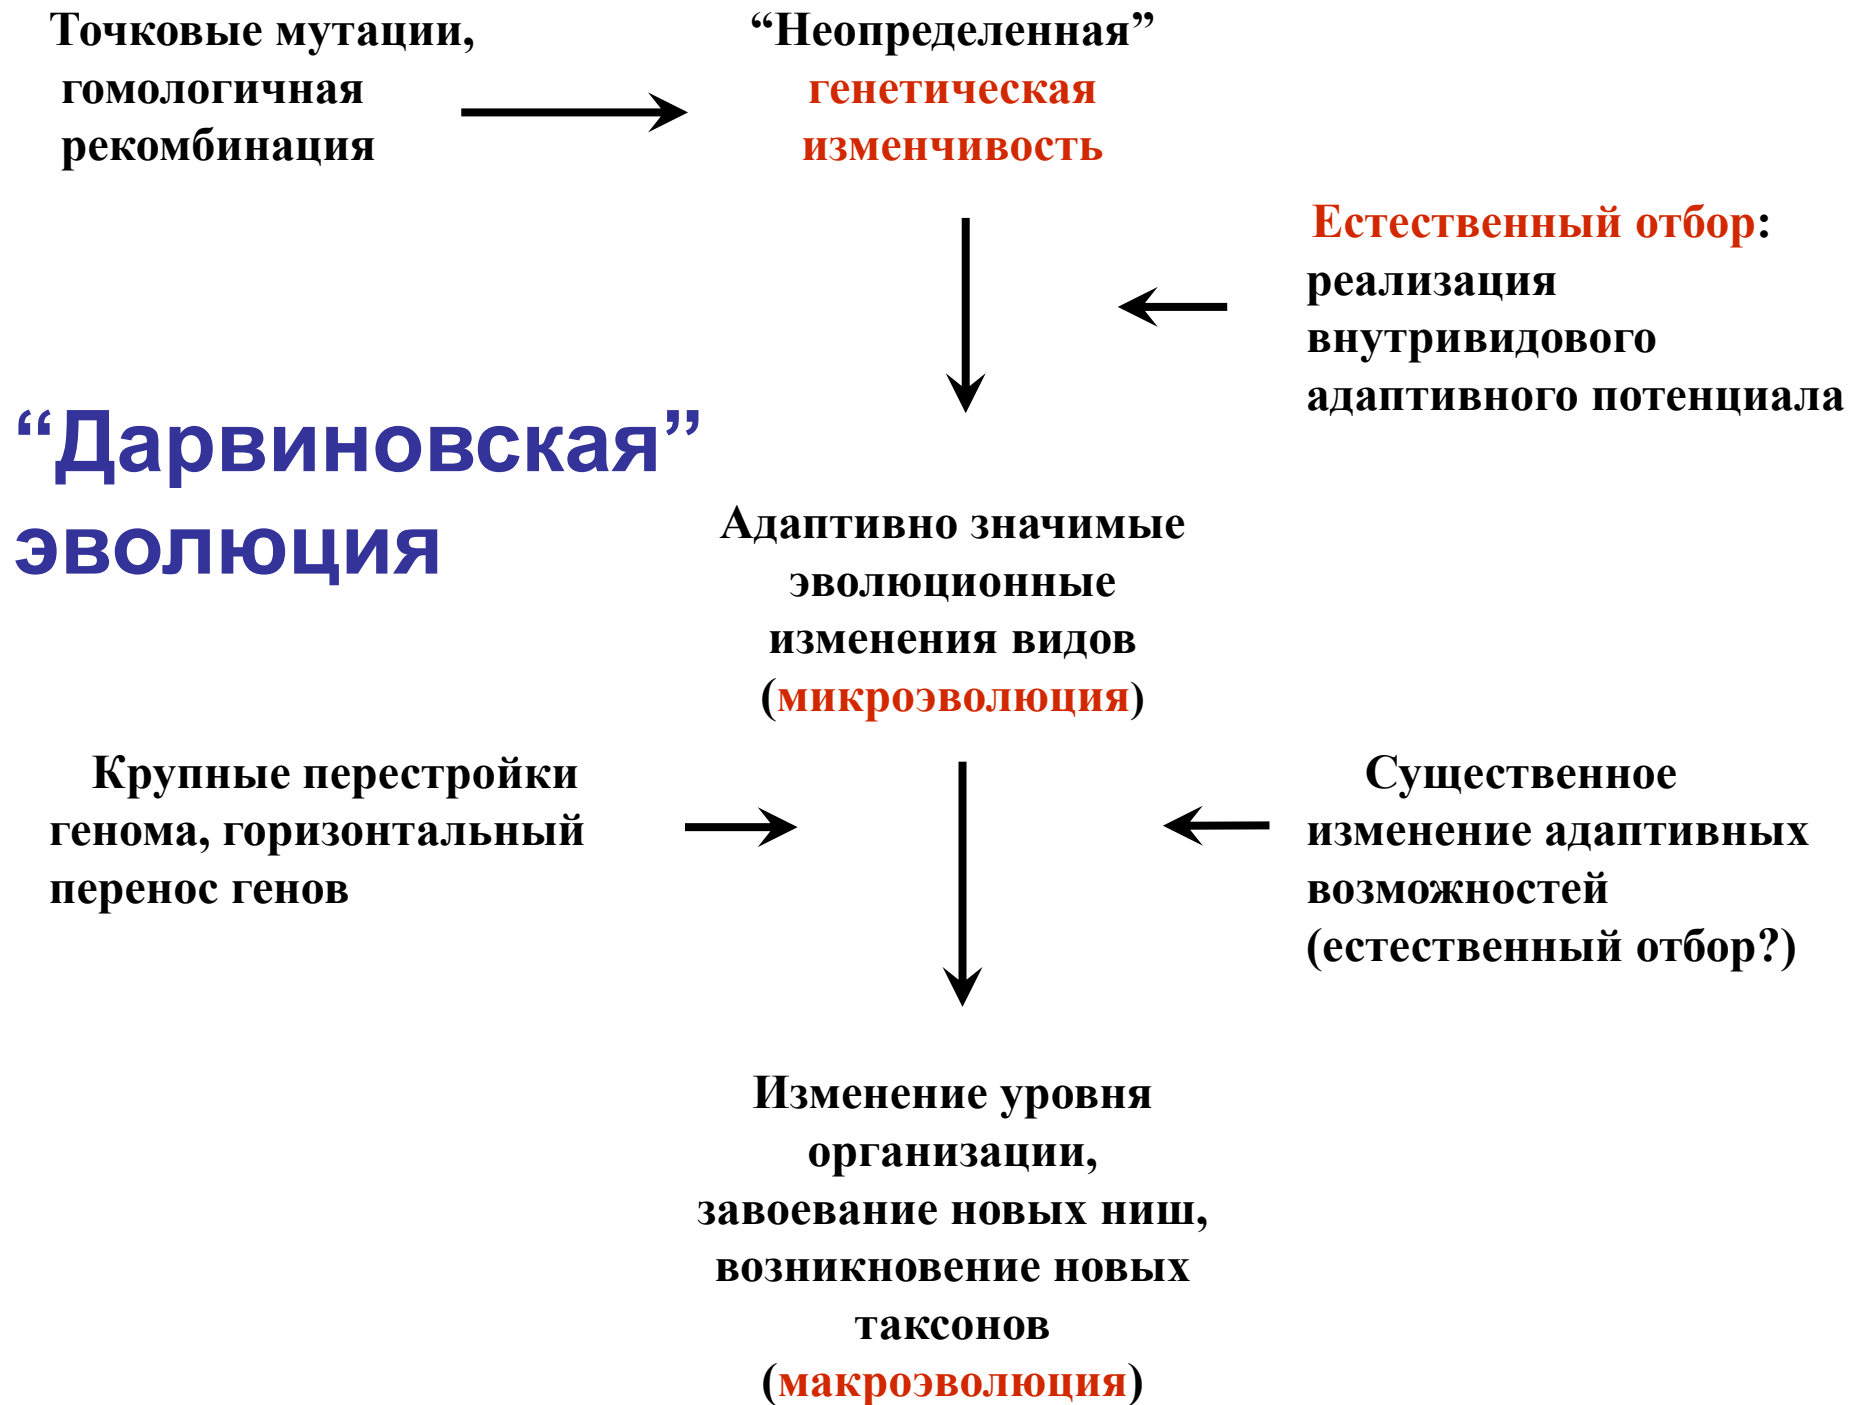 Точковые мутации,
гомологичная
рекомбинация
“Неопределенная”
генетическая
изменчивость
Естественный отбор:
реализация
внутривидового
адаптивного потенциала
“Дарвиновская”
эволюция
Адаптивно значимые
эволюционные
изменения видов
(микроэволюция)
Крупные перестройки
генома, горизонтальный
перенос генов
Существенное
изменение адаптивных
возможностей
(естественный отбор?)
Изменение уровня
организации,
завоевание новых ниш,
возникновение новых
таксонов
(макроэволюция)